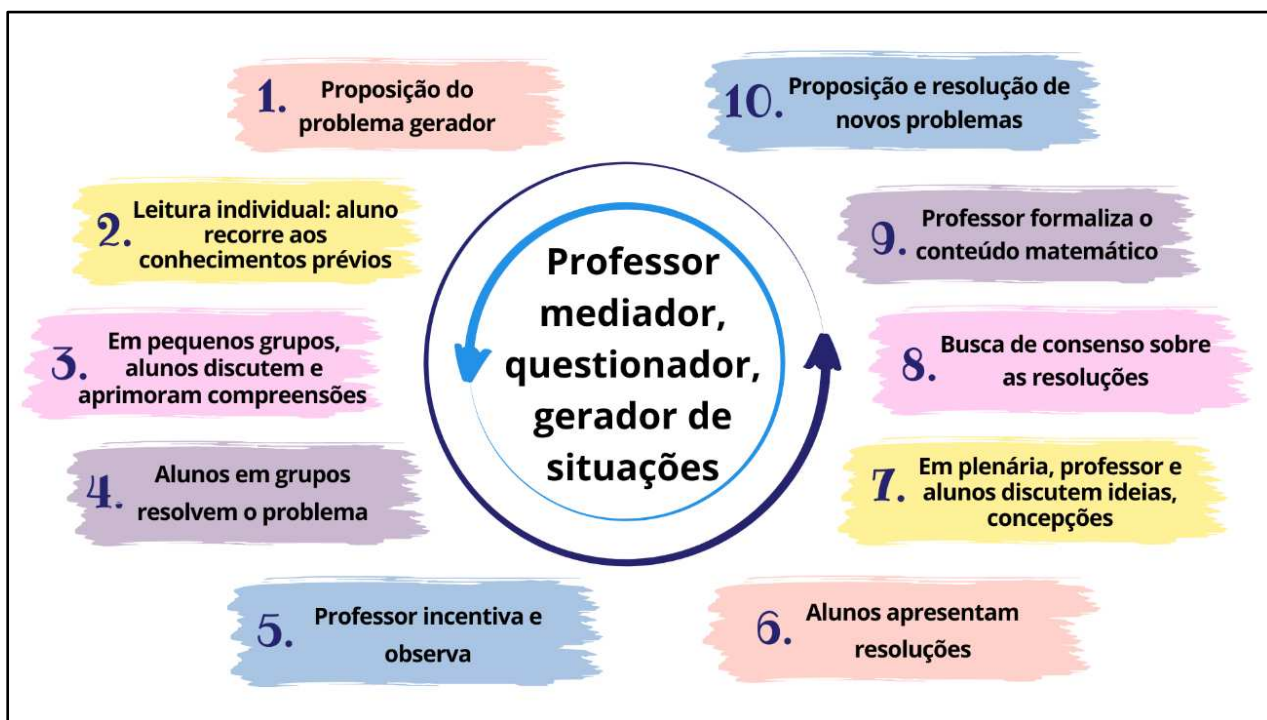 1. Proposição do
problema gerador
2. Leitura individual: aluno
recorre aos
conhecimentos prévios
3. Em pequenos grupos,
alunos discutem e
aprimoram compreensões
4. Alunos em grupos
resolvem o problema
5. Professor incentiva e
observa
6. Alunos apresentam
resoluções
7. Em plenária, professor e
alunos discutem ideias,
concepções
8. Busca de consenso sobre
as resoluções
9. Professor formaliza o
conteúdo matemático
10. Proposição e resolução de
novos problemas
Professor
mediador,
questionador,
gerador de
situações